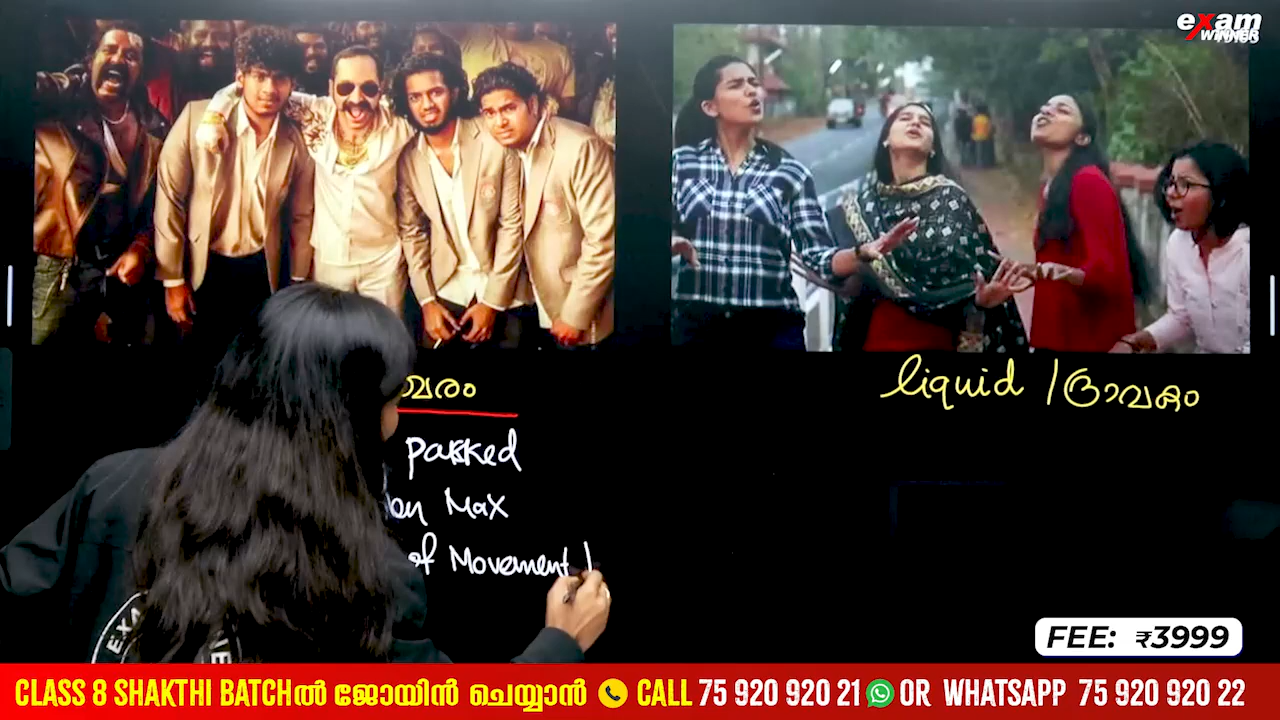 exam
WINNER
liquid / ദ്രാവകം
packed
Max
of Movement
EXA
FEE: ₹3999
CLASS 8 SHAKTHI BATCHൽ ജോയിൻ ചെയ്യാൻ CALL 75 920 920 21 OR WHATSAPP 75 920 920 22